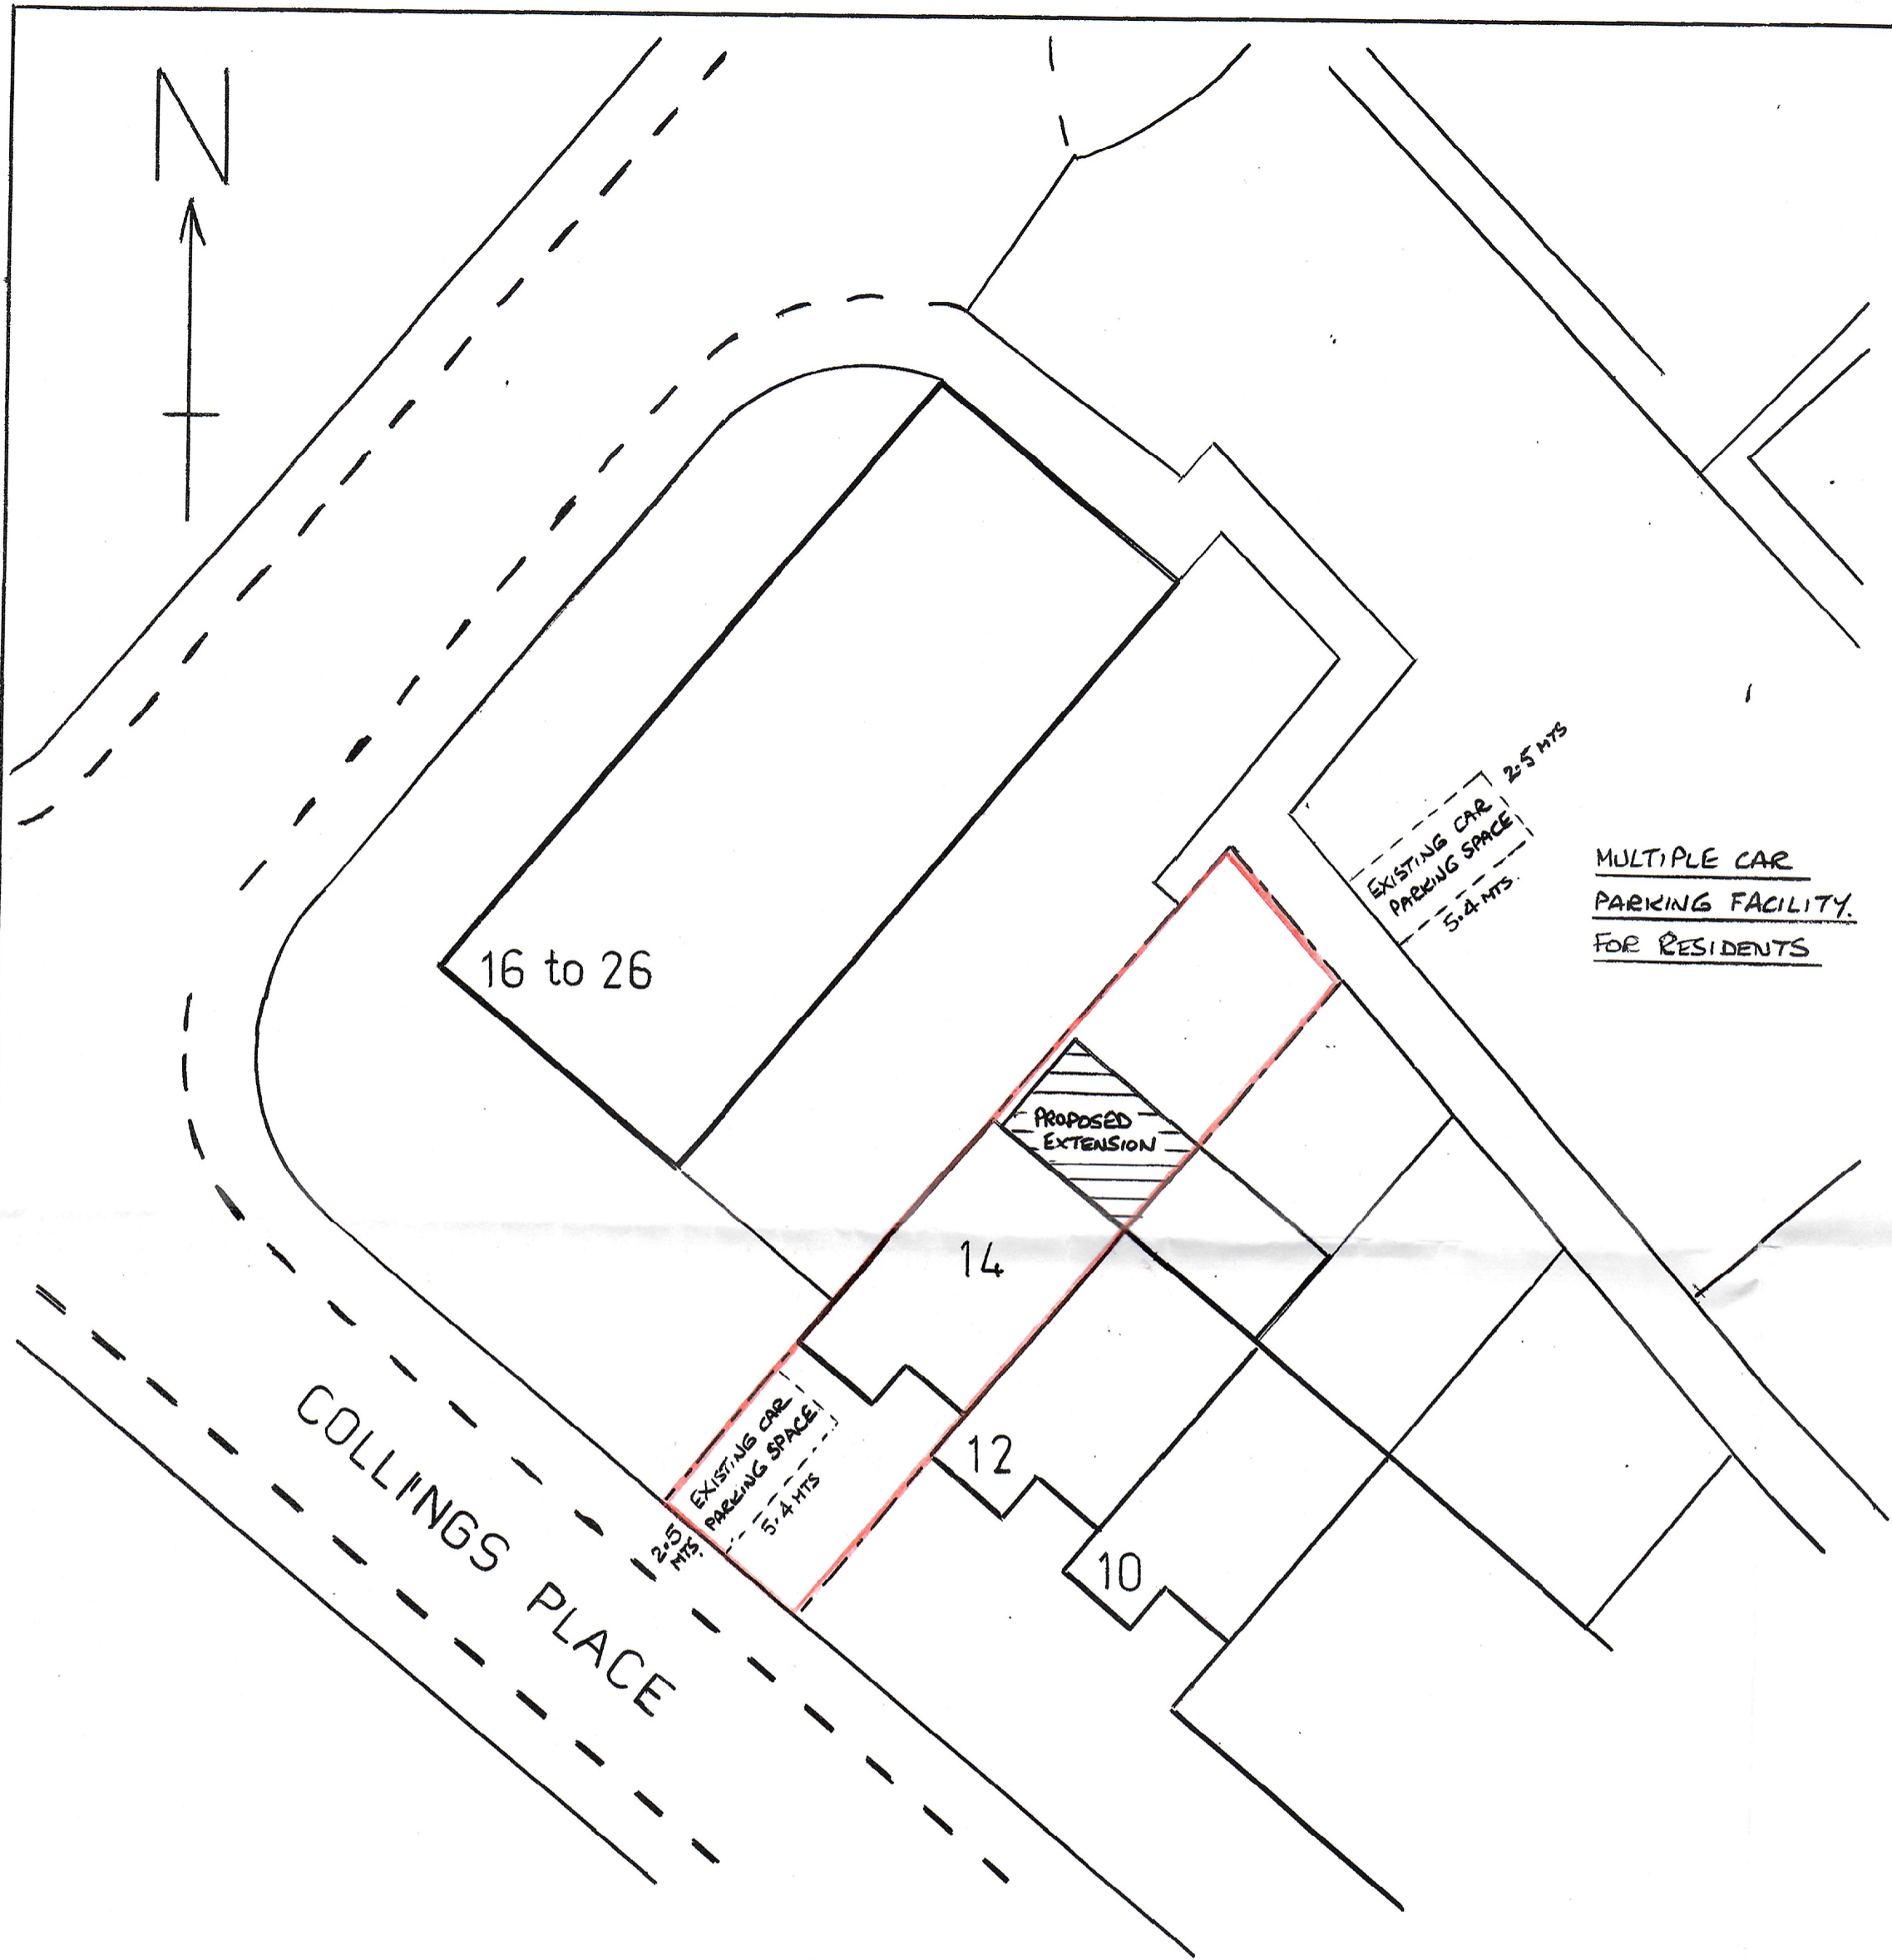 N
2.5 MTS
EXISTING CAR
PARKING SPACE
5.4 MTS.
MULTIPLE CAR
PARKING FACILITY.
FOR RESIDENTS
16 to 26
PROPOSED
EXTENSION
14
EXISTING CAR
PARKING SPACE
5.4 MTS
2.5
MTS.
12
10
COLLINGS PLACE